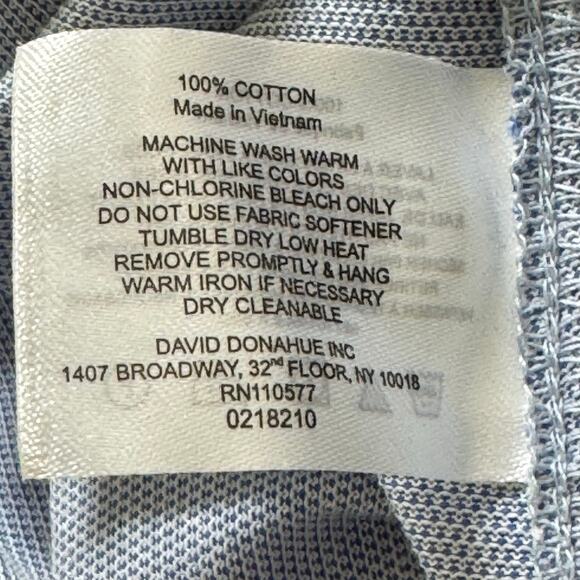 100% COTTON
Made in Vietnam
MACHINE WASH WARM
WITH LIKE COLORS
NON-CHLORINE BLEACH ONLY
DO NOT USE FABRIC SOFTENER
TUMBLE DRY LOW HEAT
REMOVE PROMPTLY & HANG
WARM IRON IF NECESSARY
DRY CLEANABLE
DAVID DONAHUE INC
1407 BROADWAY, 32nd FLOOR, NY 10018
RN110577
0218210